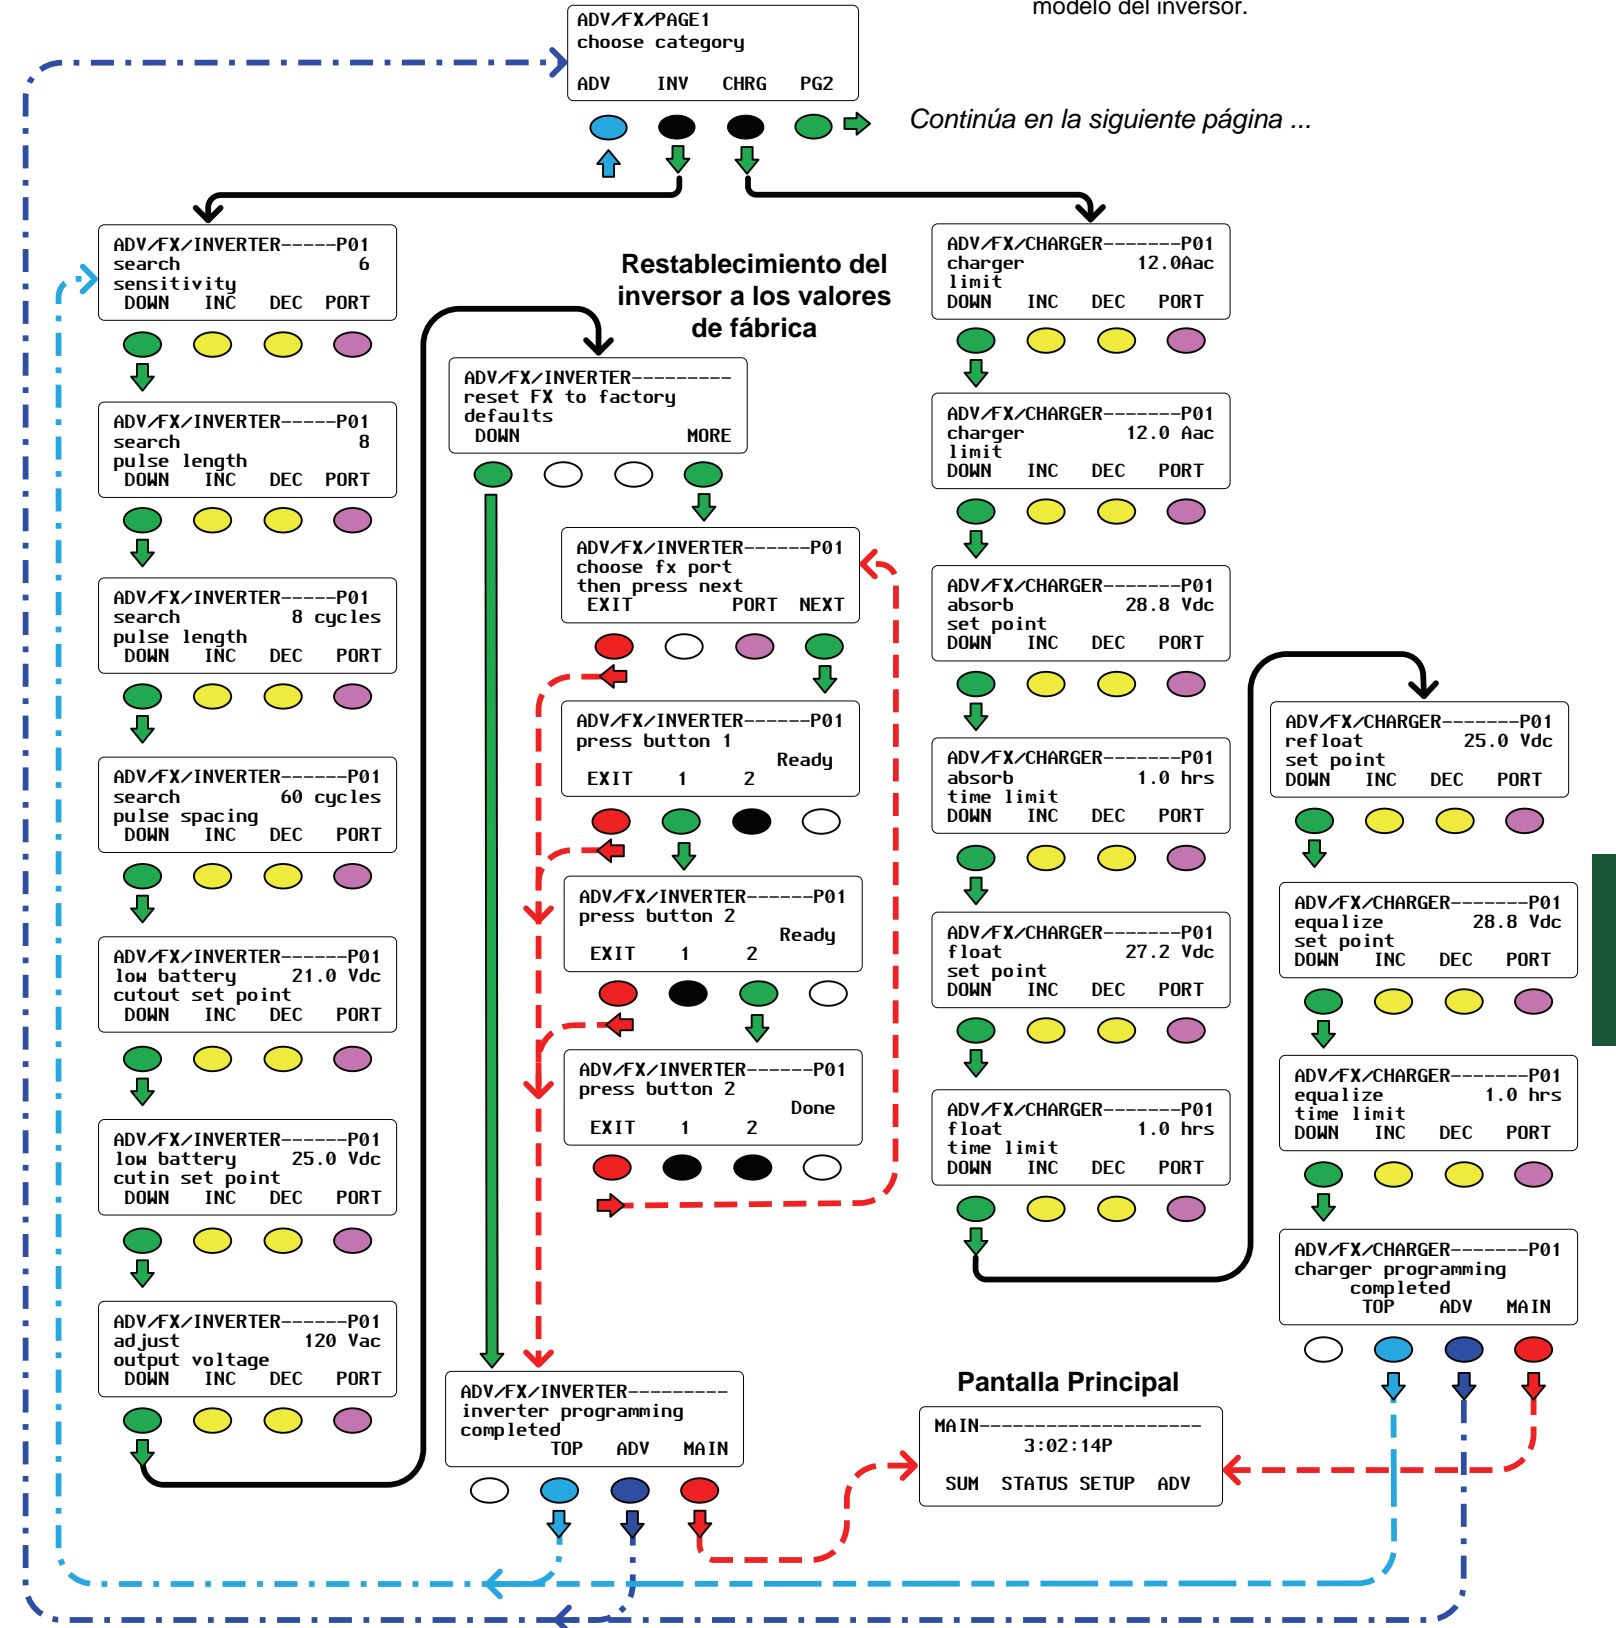 modelo del inversor.
ADV/FX/PAGE1
choose category
ADV INV CHRG PG2
Continúa en la siguiente página ...
ADV/FX/INVERTER-----P01
search 6
sensitivity
DOWN INC DEC PORT
ADV/FX/INVERTER-----P01
search 8
pulse length
DOWN INC DEC PORT
ADV/FX/INVERTER-----P01
search 8 cycles
pulse length
DOWN INC DEC PORT
ADV/FX/INVERTER------P01
search 60 cycles
pulse spacing
DOWN INC DEC PORT
ADV/FX/INVERTER------P01
low battery 21.0 Vdc
cutout set point
DOWN INC DEC PORT
ADV/FX/INVERTER------P01
low battery 25.0 Vdc
cutin set point
DOWN INC DEC PORT
ADV/FX/INVERTER------P01
adjust 120 Vac
output voltage
DOWN INC DEC PORT
Restablecimiento del
inversor a los valores
de fábrica
ADV/FX/INVERTER---------
reset FX to factory
defaults
DOWN MORE
ADV/FX/INVERTER------P01
choose fx port
then press next
EXIT PORT NEXT
ADV/FX/INVERTER------P01
press button 1
Ready
EXIT 1 2
ADV/FX/INVERTER------P01
press button 2
Ready
EXIT 1 2
ADV/FX/INVERTER------P01
press button 2
Done
EXIT 1 2
ADV/FX/INVERTER---------
inverter programming
completed
TOP ADV MAIN
ADV/FX/CHARGER-------P01
charger 12.0Aac
limit
DOWN INC DEC PORT
ADV/FX/CHARGER-------P01
charger 12.0 Aac
limit
DOWN INC DEC PORT
ADV/FX/CHARGER-------P01
absorb 28.8 Vdc
set point
DOWN INC DEC PORT
ADV/FX/CHARGER-------P01
absorb 1.0 hrs
time limit
DOWN INC DEC PORT
ADV/FX/CHARGER-------P01
float 27.2 Vdc
set point
DOWN INC DEC PORT
ADV/FX/CHARGER-------P01
float 1.0 hrs
time limit
DOWN INC DEC PORT
ADV/FX/CHARGER-------P01
refloat 25.0 Vdc
set point
DOWN INC DEC PORT
ADV/FX/CHARGER-------P01
equalize 28.8 Vdc
set point
DOWN INC DEC PORT
ADV/FX/CHARGER-------P01
equalize 1.0 hrs
time limit
DOWN INC DEC PORT
ADV/FX/CHARGER-------P01
charger programming
completed
TOP ADV MAIN
Pantalla Principal
MAIN--------------------
3:02:14P
SUM STATUS SETUP ADV